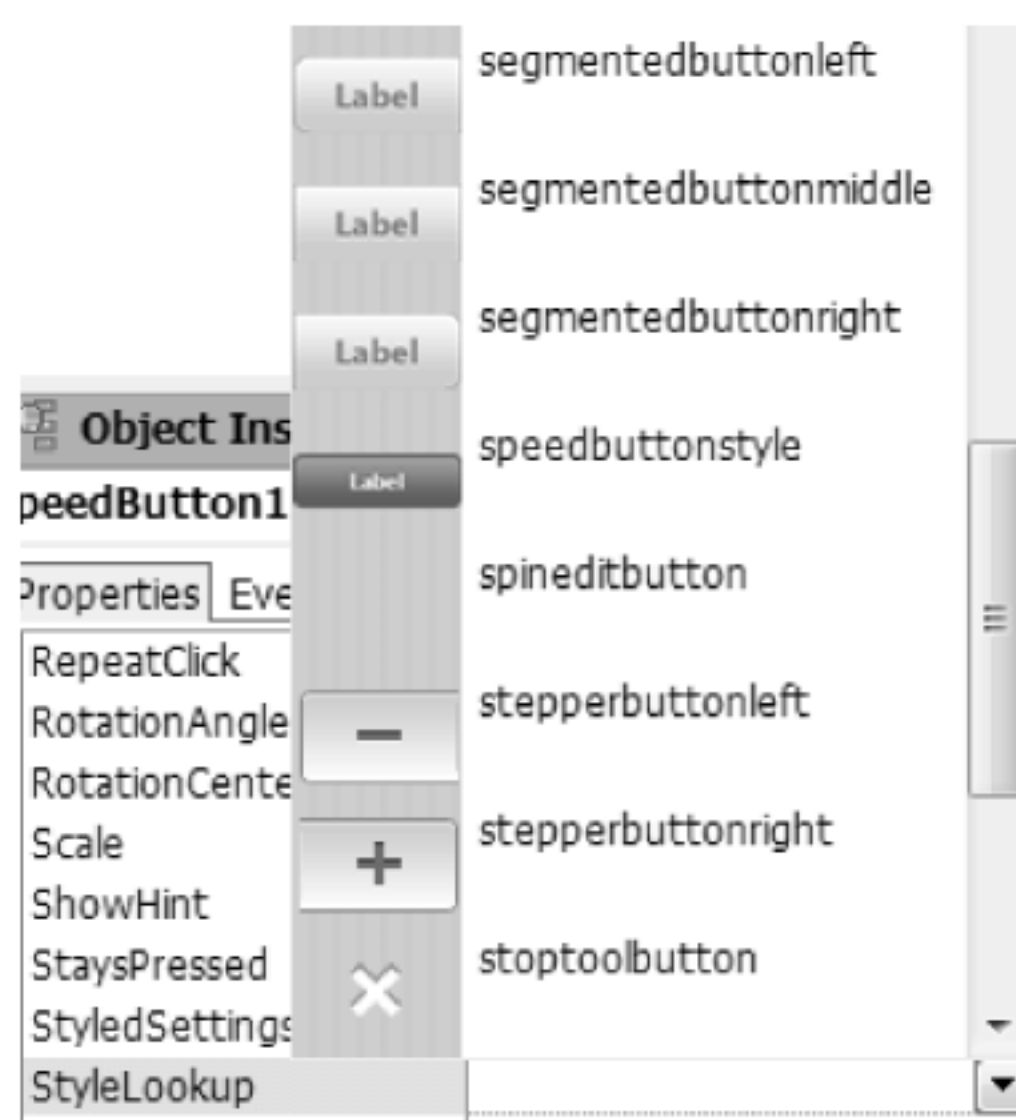 Label segmentedbuttonleft
Label segmentedbuttonmiddle
Label segmentedbuttonright
Label speedbuttonstyle
spineditbutton
stepperbuttonleft
stepperbuttonright
stoptoolbutton
Object Ins
peedButton1
Properties Eve
RepeatClick
RotationAngle
RotationCente
Scale
ShowHint
StaysPressed
StyledSettings
StyleLookup